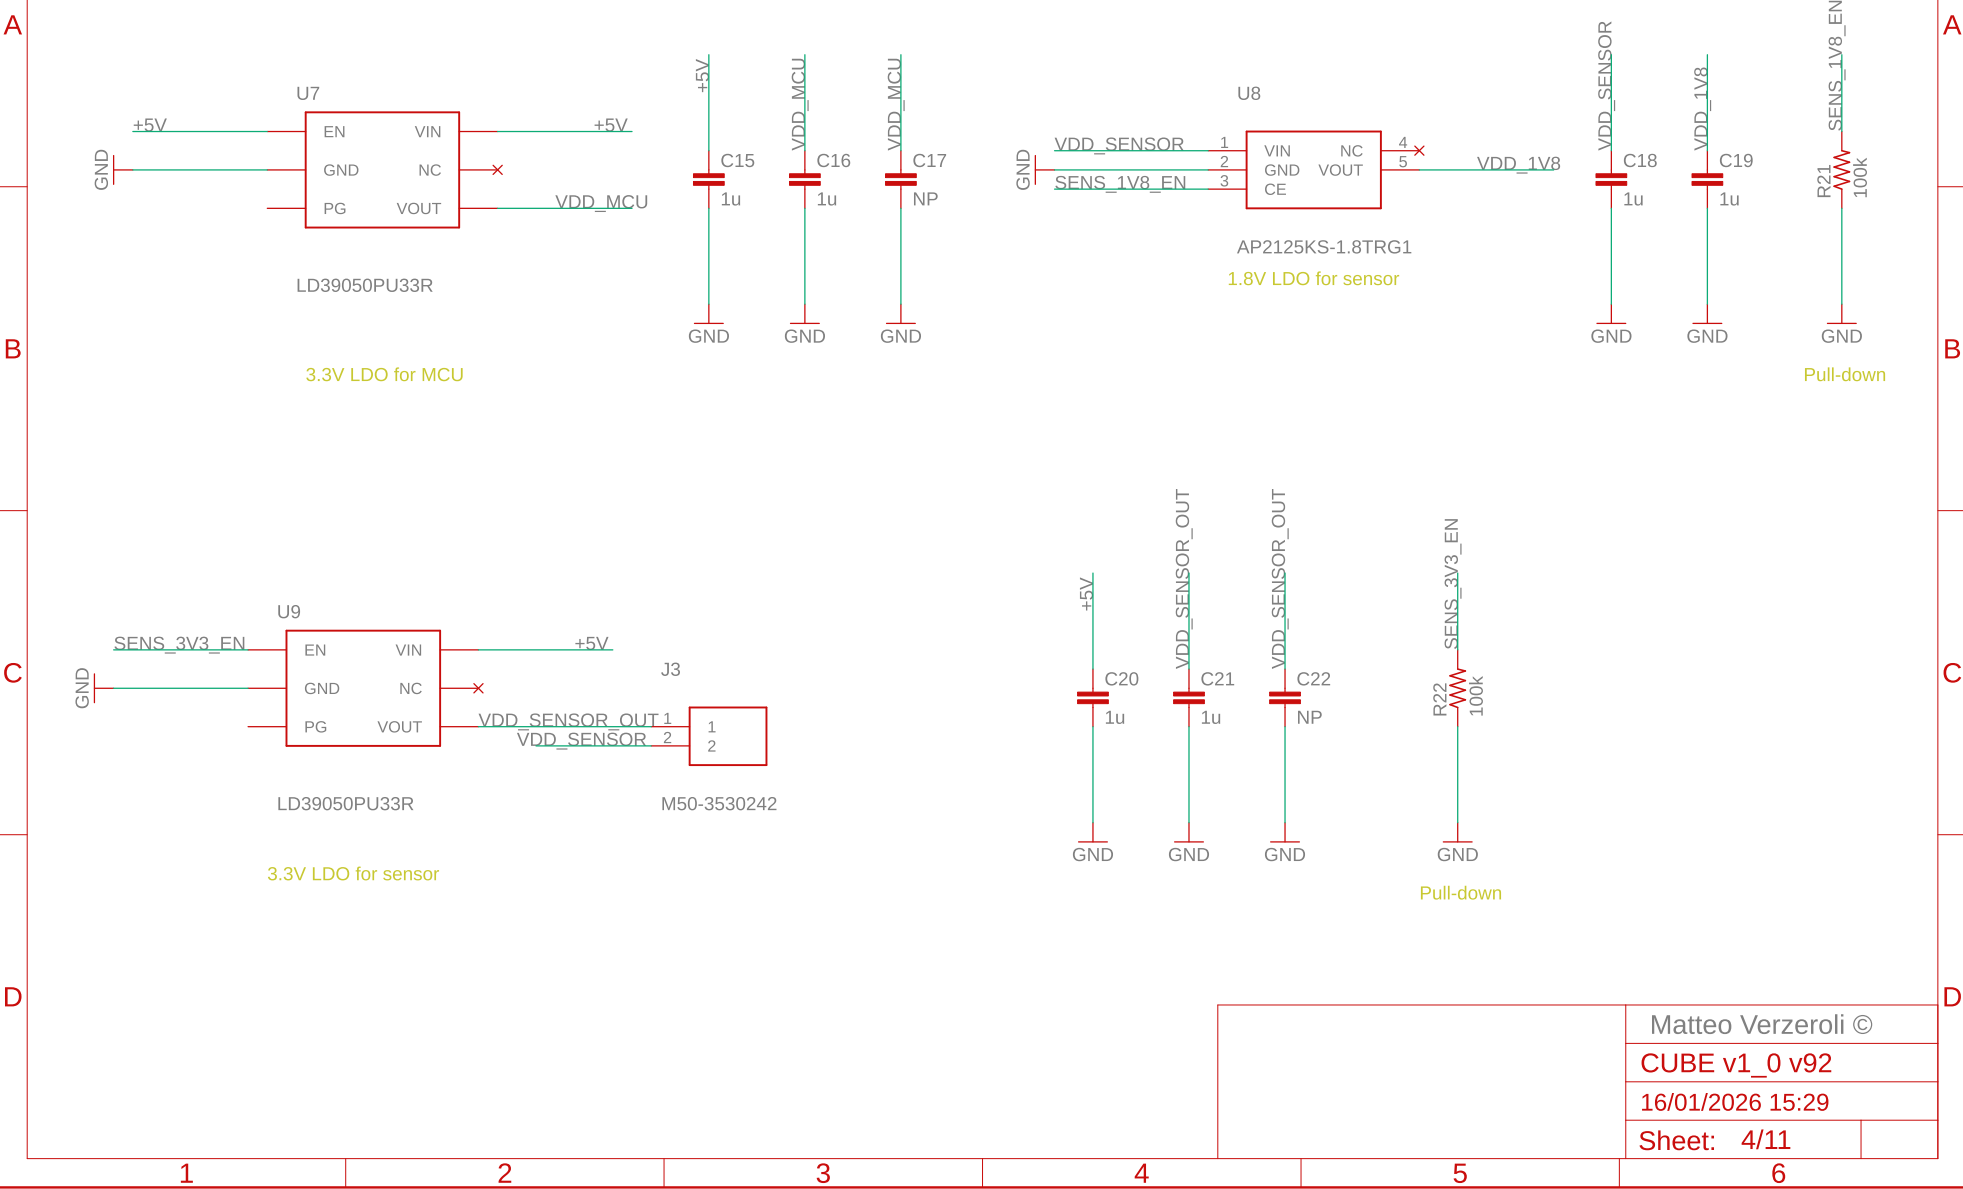 A
A
U7
+5V
EN
VIN
+5V
GND
GND
NC
PG
VOUT
VDD_MCU
LD39050PU33R
3.3V LDO for MCU
+5V
C15
1u
GND
VDD_MCU
C16
1u
GND
VDD_MCU
C17
NP
GND
U8
VDD_SENSOR
1
VIN
NC
4
GND
2
GND
VOUT
5
VDD_1V8
SENS_1V8_EN
3
CE
AP2125KS-1.8TRG1
1.8V LDO for sensor
VDD_SENSOR
C18
1u
GND
VDD_1V8
C19
1u
GND
SENS_1V8_EN
R21
100k
GND
Pull-down
B
B
U9
SENS_3V3_EN
EN
VIN
+5V
GND
GND
NC
PG
VOUT
VDD_SENSOR_OUT
1
1
VDD_SENSOR
2
2
J3
LD39050PU33R
M50-3530242
3.3V LDO for sensor
+5V
C20
1u
GND
VDD_SENSOR_OUT
C21
1u
GND
VDD_SENSOR_OUT
C22
NP
GND
SENS_3V3_EN
R22
100k
GND
Pull-down
C
C
D
D
Matteo Verzeroli ©
CUBE v1_0 v92
16/01/2026 15:29
Sheet: 4/11
1
2
3
4
5
6